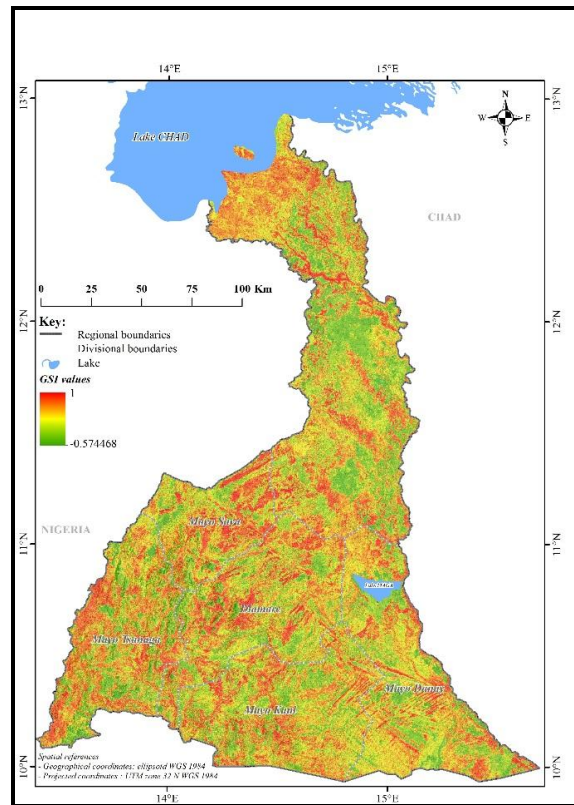 14°E 15°E
13°N 13°N
Lake CHAD
N
W E
S
CHAD
0 25 50 75 100 Km
12°N 12°N
Key:
Regional boundaries
Divisional boundaries
Lake
GSI values
1
-0.574468
NIGERIA
Mayo Sava
11°N 11°N
Diamare
Mayo Tsanaga
Mayo Danay
Mayo Kani
Spatial references
- Geographical coordinates: ellipsoid WGS 1984
- Projected coordinates : UTM zone 32 N WGS 1984
10°N 10°N
14°E 15°E